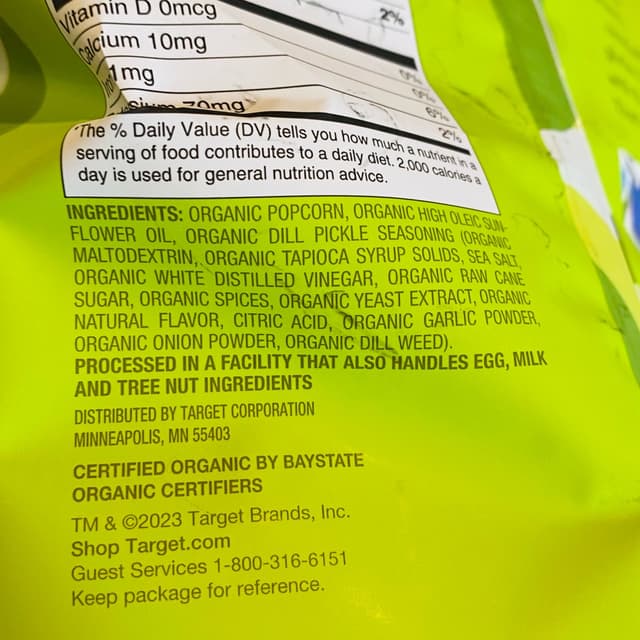 Vitamin D 0mcg
Calcium 10mg 2%
1mg 0%
70mg 6%
2%
*The % Daily Value (DV) tells you how much a nutrient in a
serving of food contributes to a daily diet. 2,000 calories a
day is used for general nutrition advice.
INGREDIENTS: ORGANIC POPCORN, ORGANIC HIGH OLEIC SUN-
FLOWER OIL, ORGANIC DILL PICKLE SEASONING (ORGANIC
MALTODEXTRIN, ORGANIC TAPIOCA SYRUP SOLIDS, SEA SALT,
ORGANIC WHITE DISTILLED VINEGAR, ORGANIC RAW CANE
SUGAR, ORGANIC SPICES, ORGANIC YEAST EXTRACT, ORGANIC
NATURAL FLAVOR, CITRIC ACID, ORGANIC GARLIC POWDER,
ORGANIC ONION POWDER, ORGANIC DILL WEED).
PROCESSED IN A FACILITY THAT ALSO HANDLES EGG, MILK
AND TREE NUT INGREDIENTS
DISTRIBUTED BY TARGET CORPORATION
MINNEAPOLIS, MN 55403
CERTIFIED ORGANIC BY BAYSTATE
ORGANIC CERTIFIERS
TM & ©2023 Target Brands, Inc.
Shop Target.com
Guest Services 1-800-316-6151
Keep package for reference.